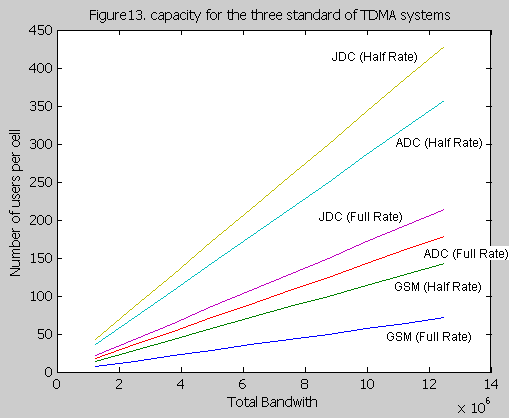 Figure13. capacity for the three standard of TDMA systems
450
400
350
300
250
200
150
100
50
0
Number of users per cell
JDC (Half Rate)
ADC (Half Rate)
JDC (Full Rate)
ADC (Full Rate)
GSM (Half Rate)
GSM (Full Rate)
0 2 4 6 8 10 12 14
Total Bandwith
× 10^6